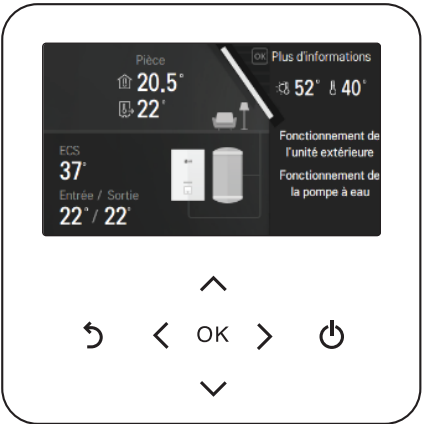 Pièce
20.5°
22°
OK Plus d'informations
52° 40°
Fonctionnement de
l'unité extérieure
Fonctionnement de
la pompe à eau
ECS
37°
Entrée / Sortie
22° / 22°
OK